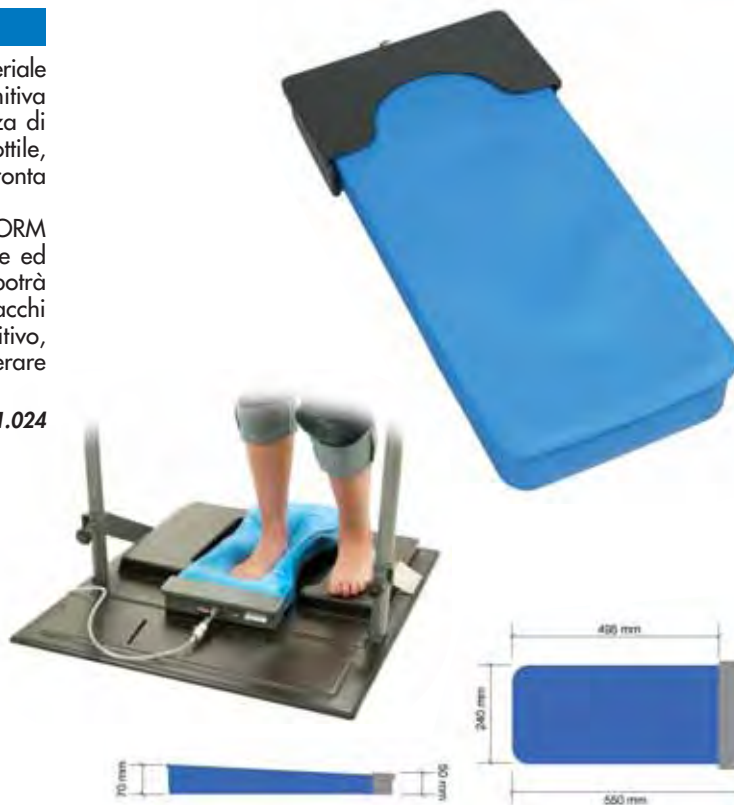 eriale
nitiva
za di
ottile,
ronta
ORM
e ed
potrà
acchi
itivo,
erare
1.024
495 mm
240 mm
550 mm
70 mm
50 mm